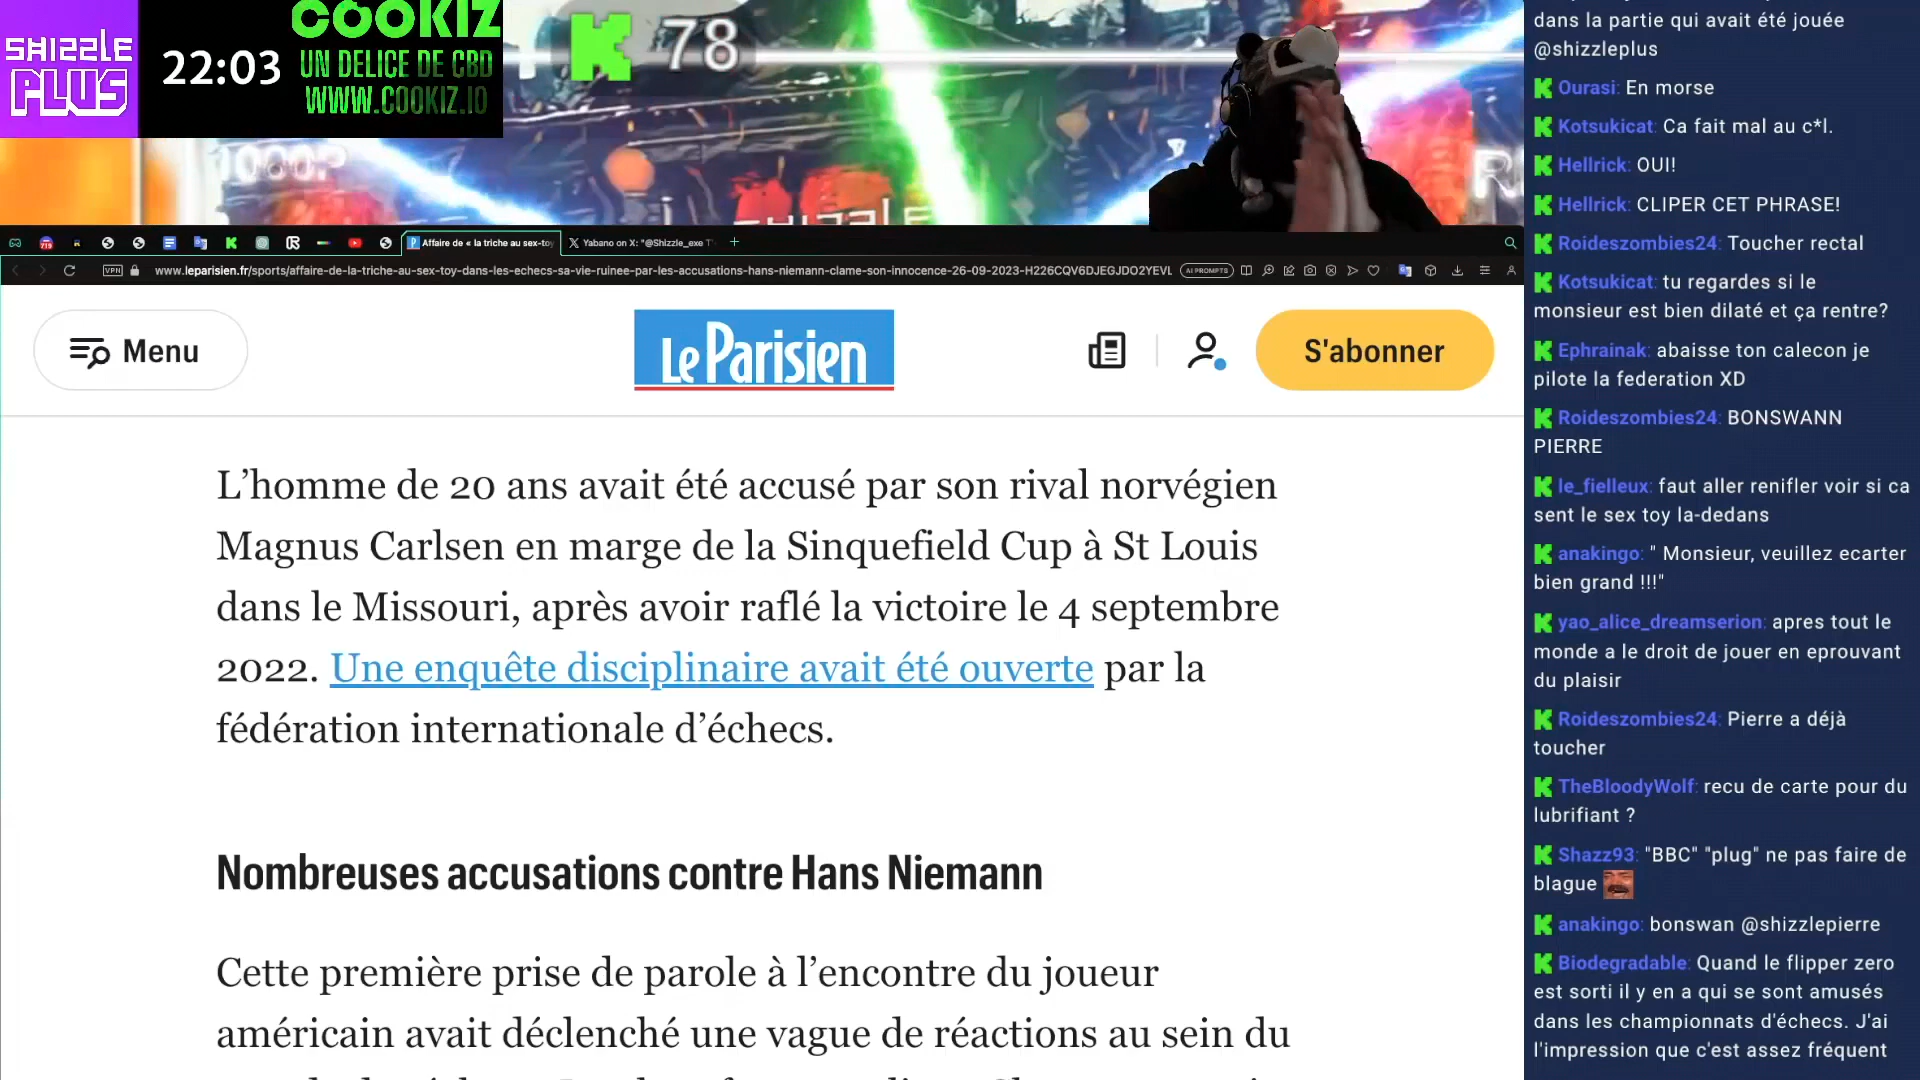 SHIZZLE
PLUS
22:03
COOKIZ
UN DELICE DE CBD
WWW.COOKIZ.IO
78
1000P
SHIZZLE
Affaire de « la triche au sex-toy
Yabano on X: "@Shizzle_exe T'
VPN
www.leparisien.fr/sports/affaire-de-la-triche-au-sex-toy-dans-les-echecs-sa-vie-ruinee-par-les-accusations-hans-niemann-clame-son-innocence-26-09-2023-H226CQV6DJEGJDO2YEVL
AI PROMPTS
Menu
Le Parisien
S'abonner
L’homme de 20 ans avait été accusé par son rival norvégien
Magnus Carlsen en marge de la Sinquefield Cup à St Louis
dans le Missouri, après avoir raflé la victoire le 4 septembre
2022. Une enquête disciplinaire avait été ouverte par la
fédération internationale d’échecs.
Nombreuses accusations contre Hans Niemann
Cette première prise de parole à l’encontre du joueur
américain avait déclenché une vague de réactions au sein du
dans la partie qui avait été jouée
@shizzleplus
Ourasi: En morse
Kotsukicat: Ca fait mal au c*l.
Hellrick: OUI!
Hellrick: CLIPER CET PHRASE!
Roideszombies24: Toucher rectal
Kotsukicat: tu regardes si le
monsieur est bien dilaté et ça rentre?
Ephrainak: abaisse ton calecon je
pilote la federation XD
Roideszombies24: BONSWANN
PIERRE
le_fielleux: faut aller renifler voir si ca
sent le sex toy la-dedans
anakingo: " Monsieur, veuillez ecarter
bien grand !!!"
yao_alice_dreamserion: apres tout le
monde a le droit de jouer en eprouvant
du plaisir
Roideszombies24: Pierre a déjà
toucher
TheBloodyWolf: recu de carte pour du
lubrifiant ?
Shazz93: "BBC" "plug" ne pas faire de
blague
anakingo: bonswan @shizzlepierre
Biodegradable: Quand le flipper zero
est sorti il y en a qui se sont amusés
dans les championnats d'échecs. J'ai
l'impression que c'est assez fréquent